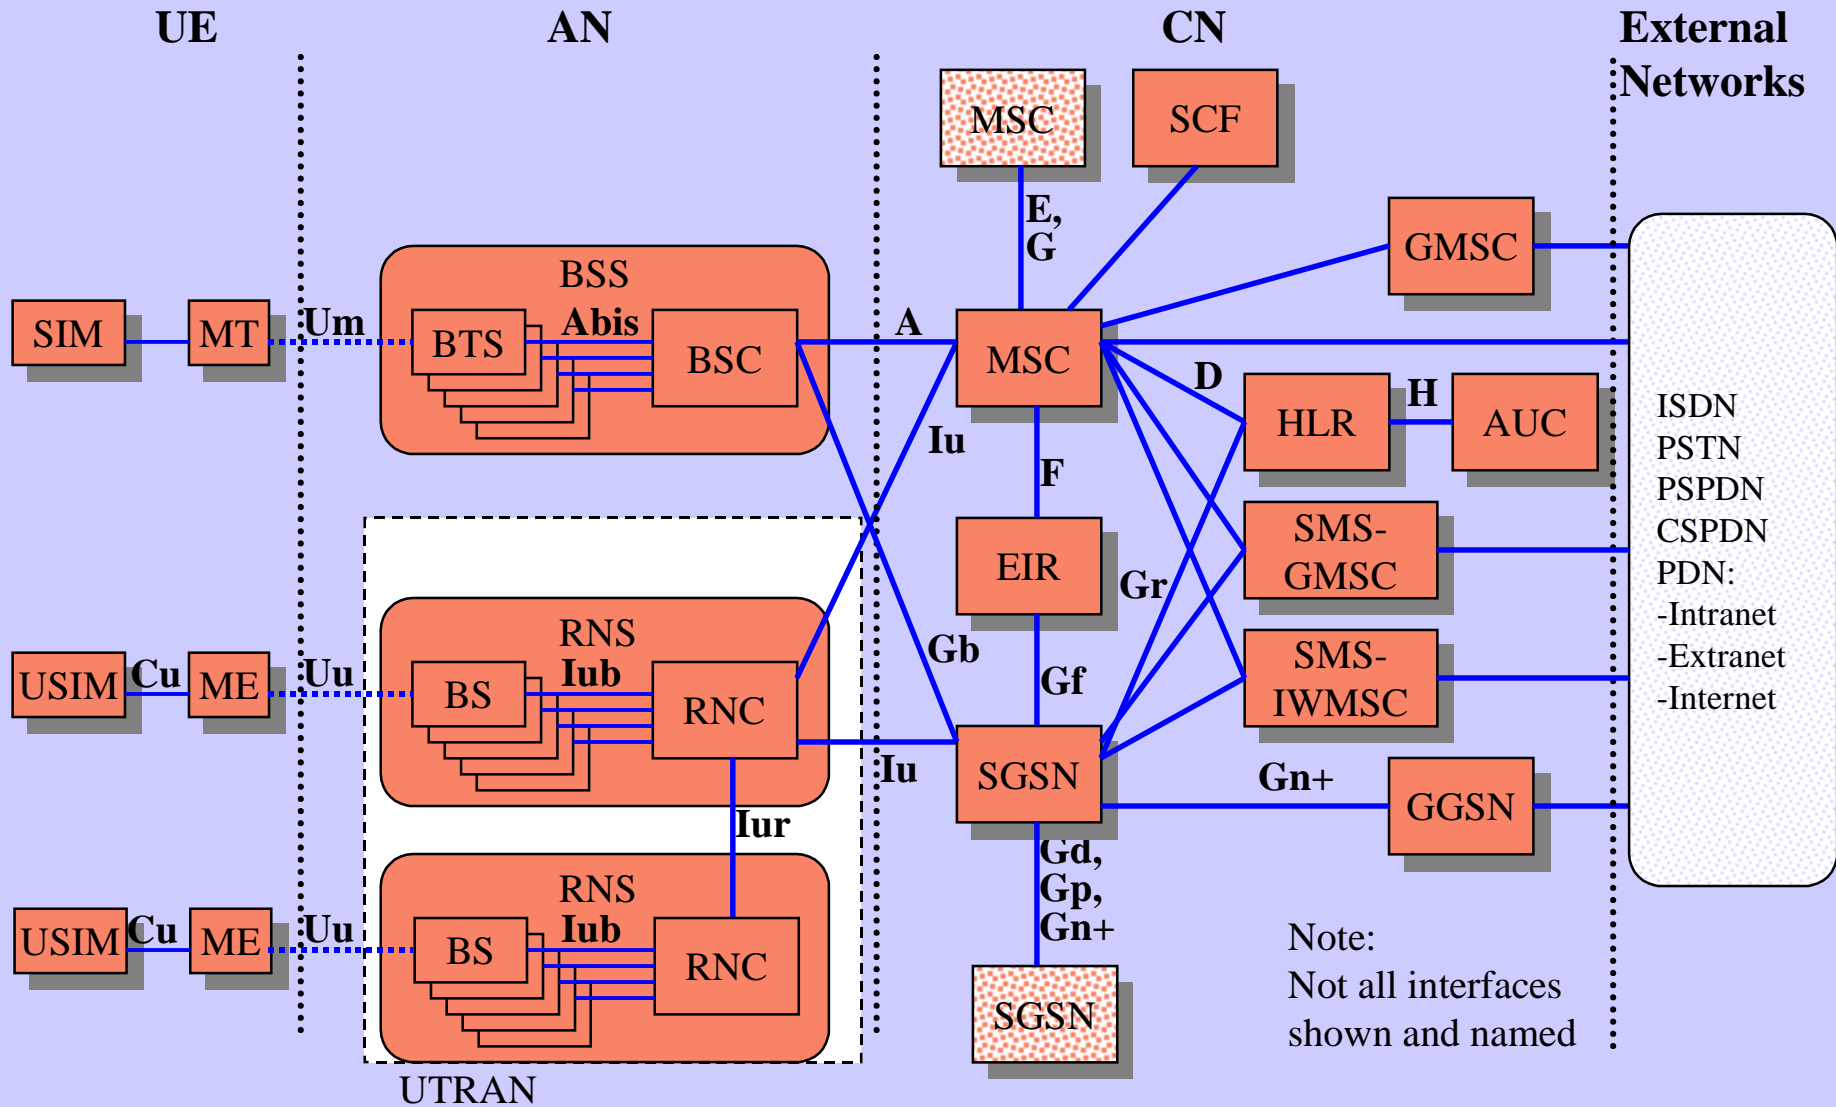 UE
AN
CN
External
Networks
MSC
SCF
E,
G
GMSC
BSS
SIM
MT
Um
BTS
Abis
BSC
A
MSC
D
HLR
H
AUC
Iu
F
ISDN
PSTN
PSPDN
CSPDN
PDN:
-Intranet
-Extranet
-Internet
EIR
SMS-
GMSC
Gr
RNS
USIM
Cu
ME
Uu
BS
Iub
RNC
Gb
Gf
SMS-
IWMSC
Iu
SGSN
Gn+
GGSN
Iur
Gd,
Gp,
Gn+
RNS
USIM
Cu
ME
Uu
BS
Iub
RNC
SGSN
Note:
Not all interfaces
shown and named
UTRAN